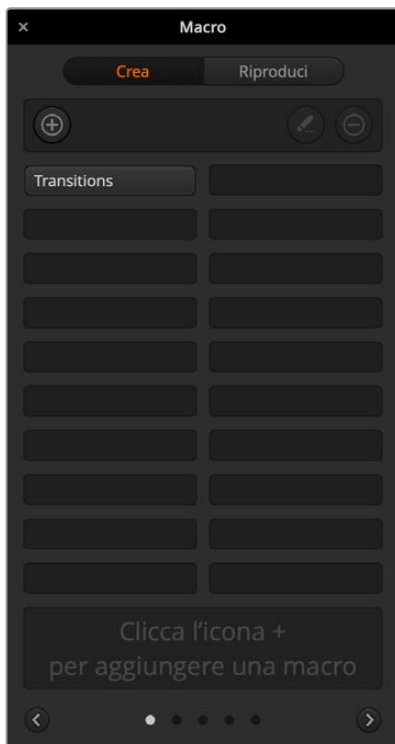 Macro
Crea Riproduci
Transitions
Clicca l'icona +
per aggiungere una macro